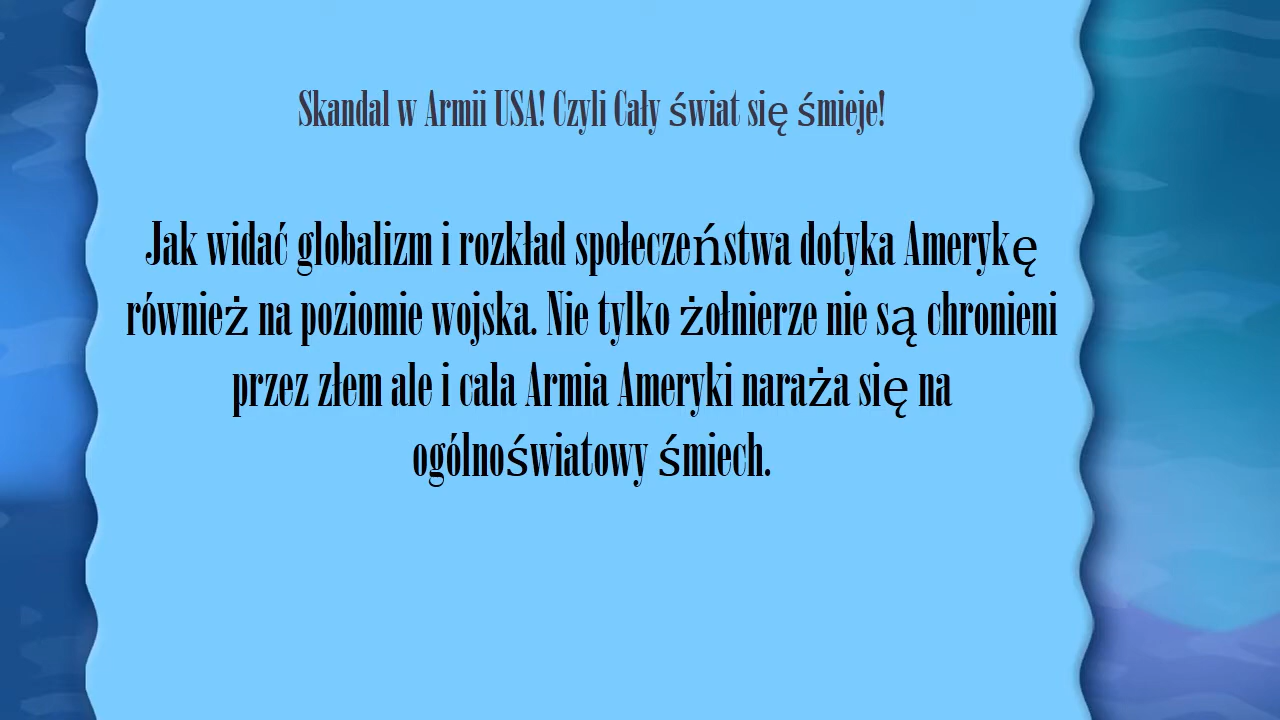 Skandal w Armii USA! Czyli Cały świat się śmieje!
Jak widać globalizm i rozkład społeczeństwa dotyka Amerykę
również na poziomie wojska. Nie tylko żołnierze nie są chronieni
przez złem ale i cala Armia Ameryki naraża się na
ogólnoświatowy śmiech.